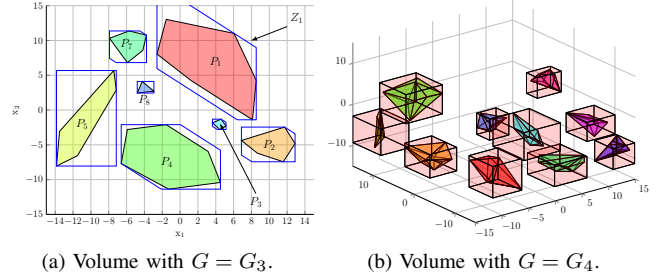 15
10
5
0
−5
−10
−15
x₂
−14
−12
−10
−8
−6
−4
−2
0
2
4
6
8
10
12
14
x₁
Z₁
P₇
P₁
P₈
P₅
P₄
P₂
P₃
10
0
−10
10
0
−10
−15
−10
−5
0
5
10
15
(a) Volume with G = G₃.
(b) Volume with G = G₄.